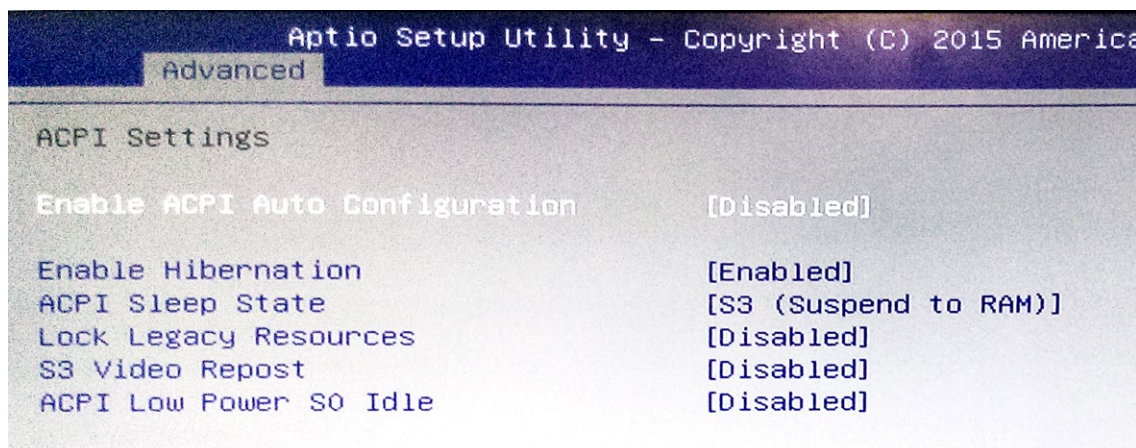 Aptio Setup Utility – Copyright (C) 2015 America
Advanced
ACPI Settings
Enable ACPI Auto Configuration [Disabled]
Enable Hibernation [Enabled]
ACPI Sleep State [S3 (Suspend to RAM)]
Lock Legacy Resources [Disabled]
S3 Video Repost [Disabled]
ACPI Low Power S0 Idle [Disabled]